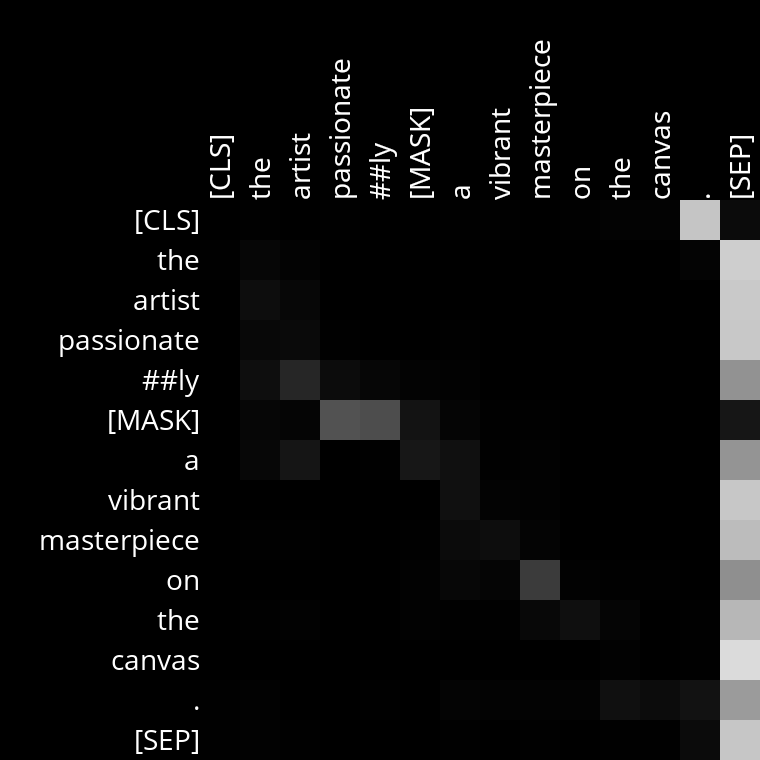 [CLS]
the
artist
passionate
##ly
[MASK]
a
vibrant
masterpiece
on
the
canvas
.
[SEP]
[CLS]
the
artist
passionate
##ly
[MASK]
a
vibrant
masterpiece
on
the
canvas
.
[SEP]